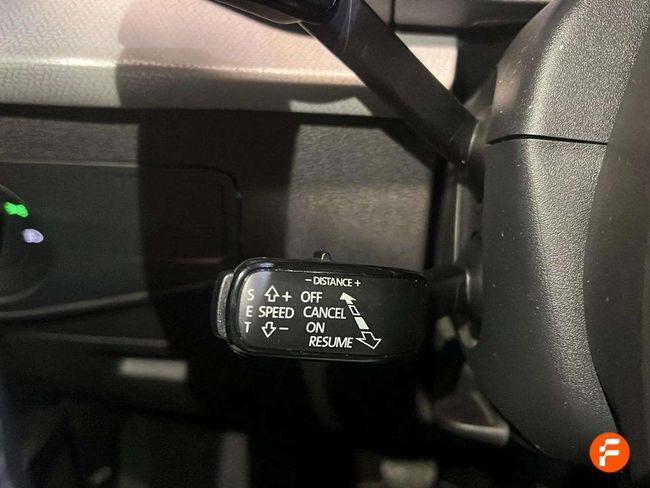 - DISTANCE +
S + OFF
E SPEED CANCEL
T - ON
RESUME